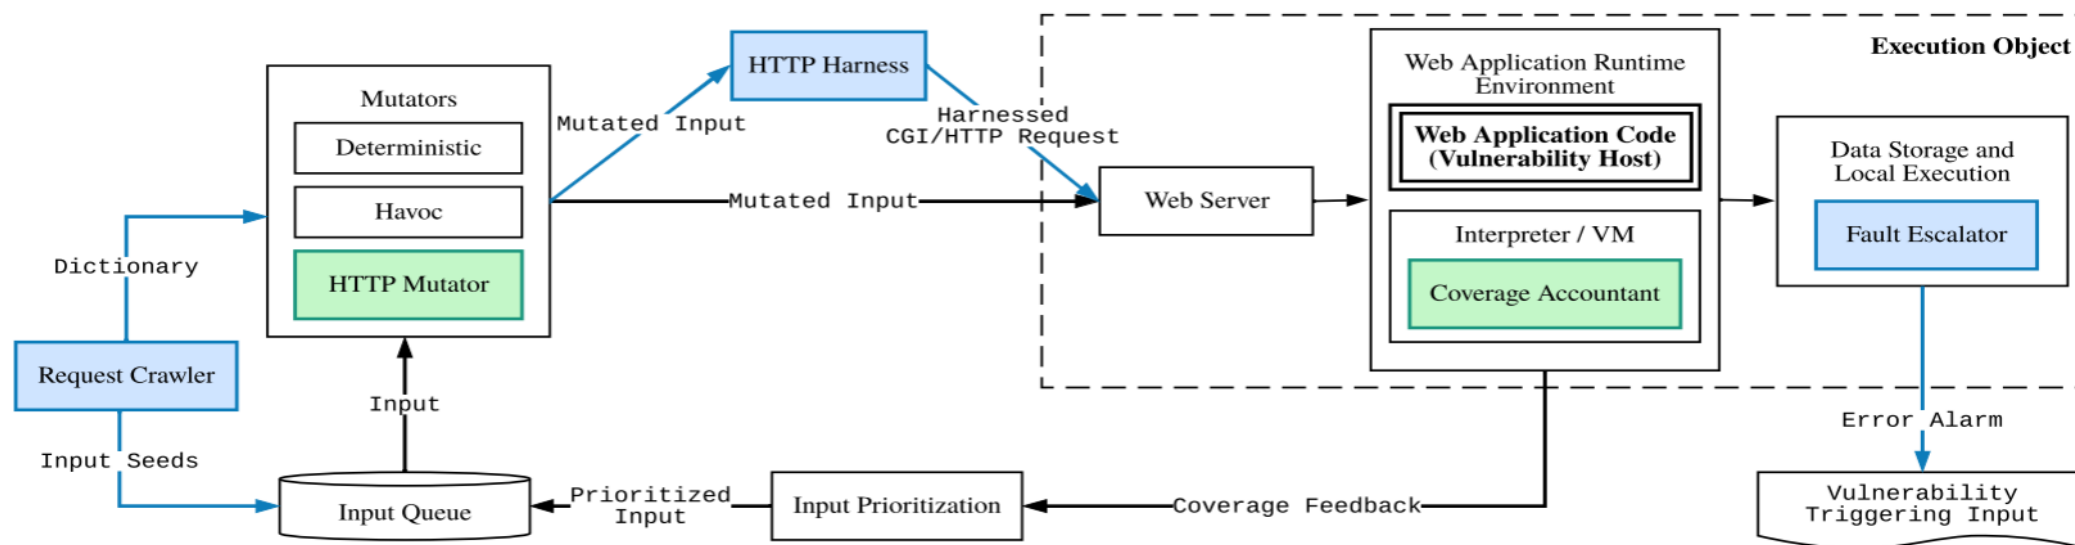 Execution Object
HTTP Harness
Web Application Runtime
Environment
Mutators
Deterministic
Havoc
HTTP Mutator
Mutated Input
Harnessed
CGI/HTTP Request
Web Application Code
(Vulnerability Host)
Data Storage and
Local Execution
Mutated Input
Web Server
Interpreter / VM
Fault Escalator
Coverage Accountant
Dictionary
Request Crawler
Input
Input Seeds
Input Queue
Prioritized
Input
Input Prioritization
Coverage Feedback
Error Alarm
Vulnerability
Triggering Input